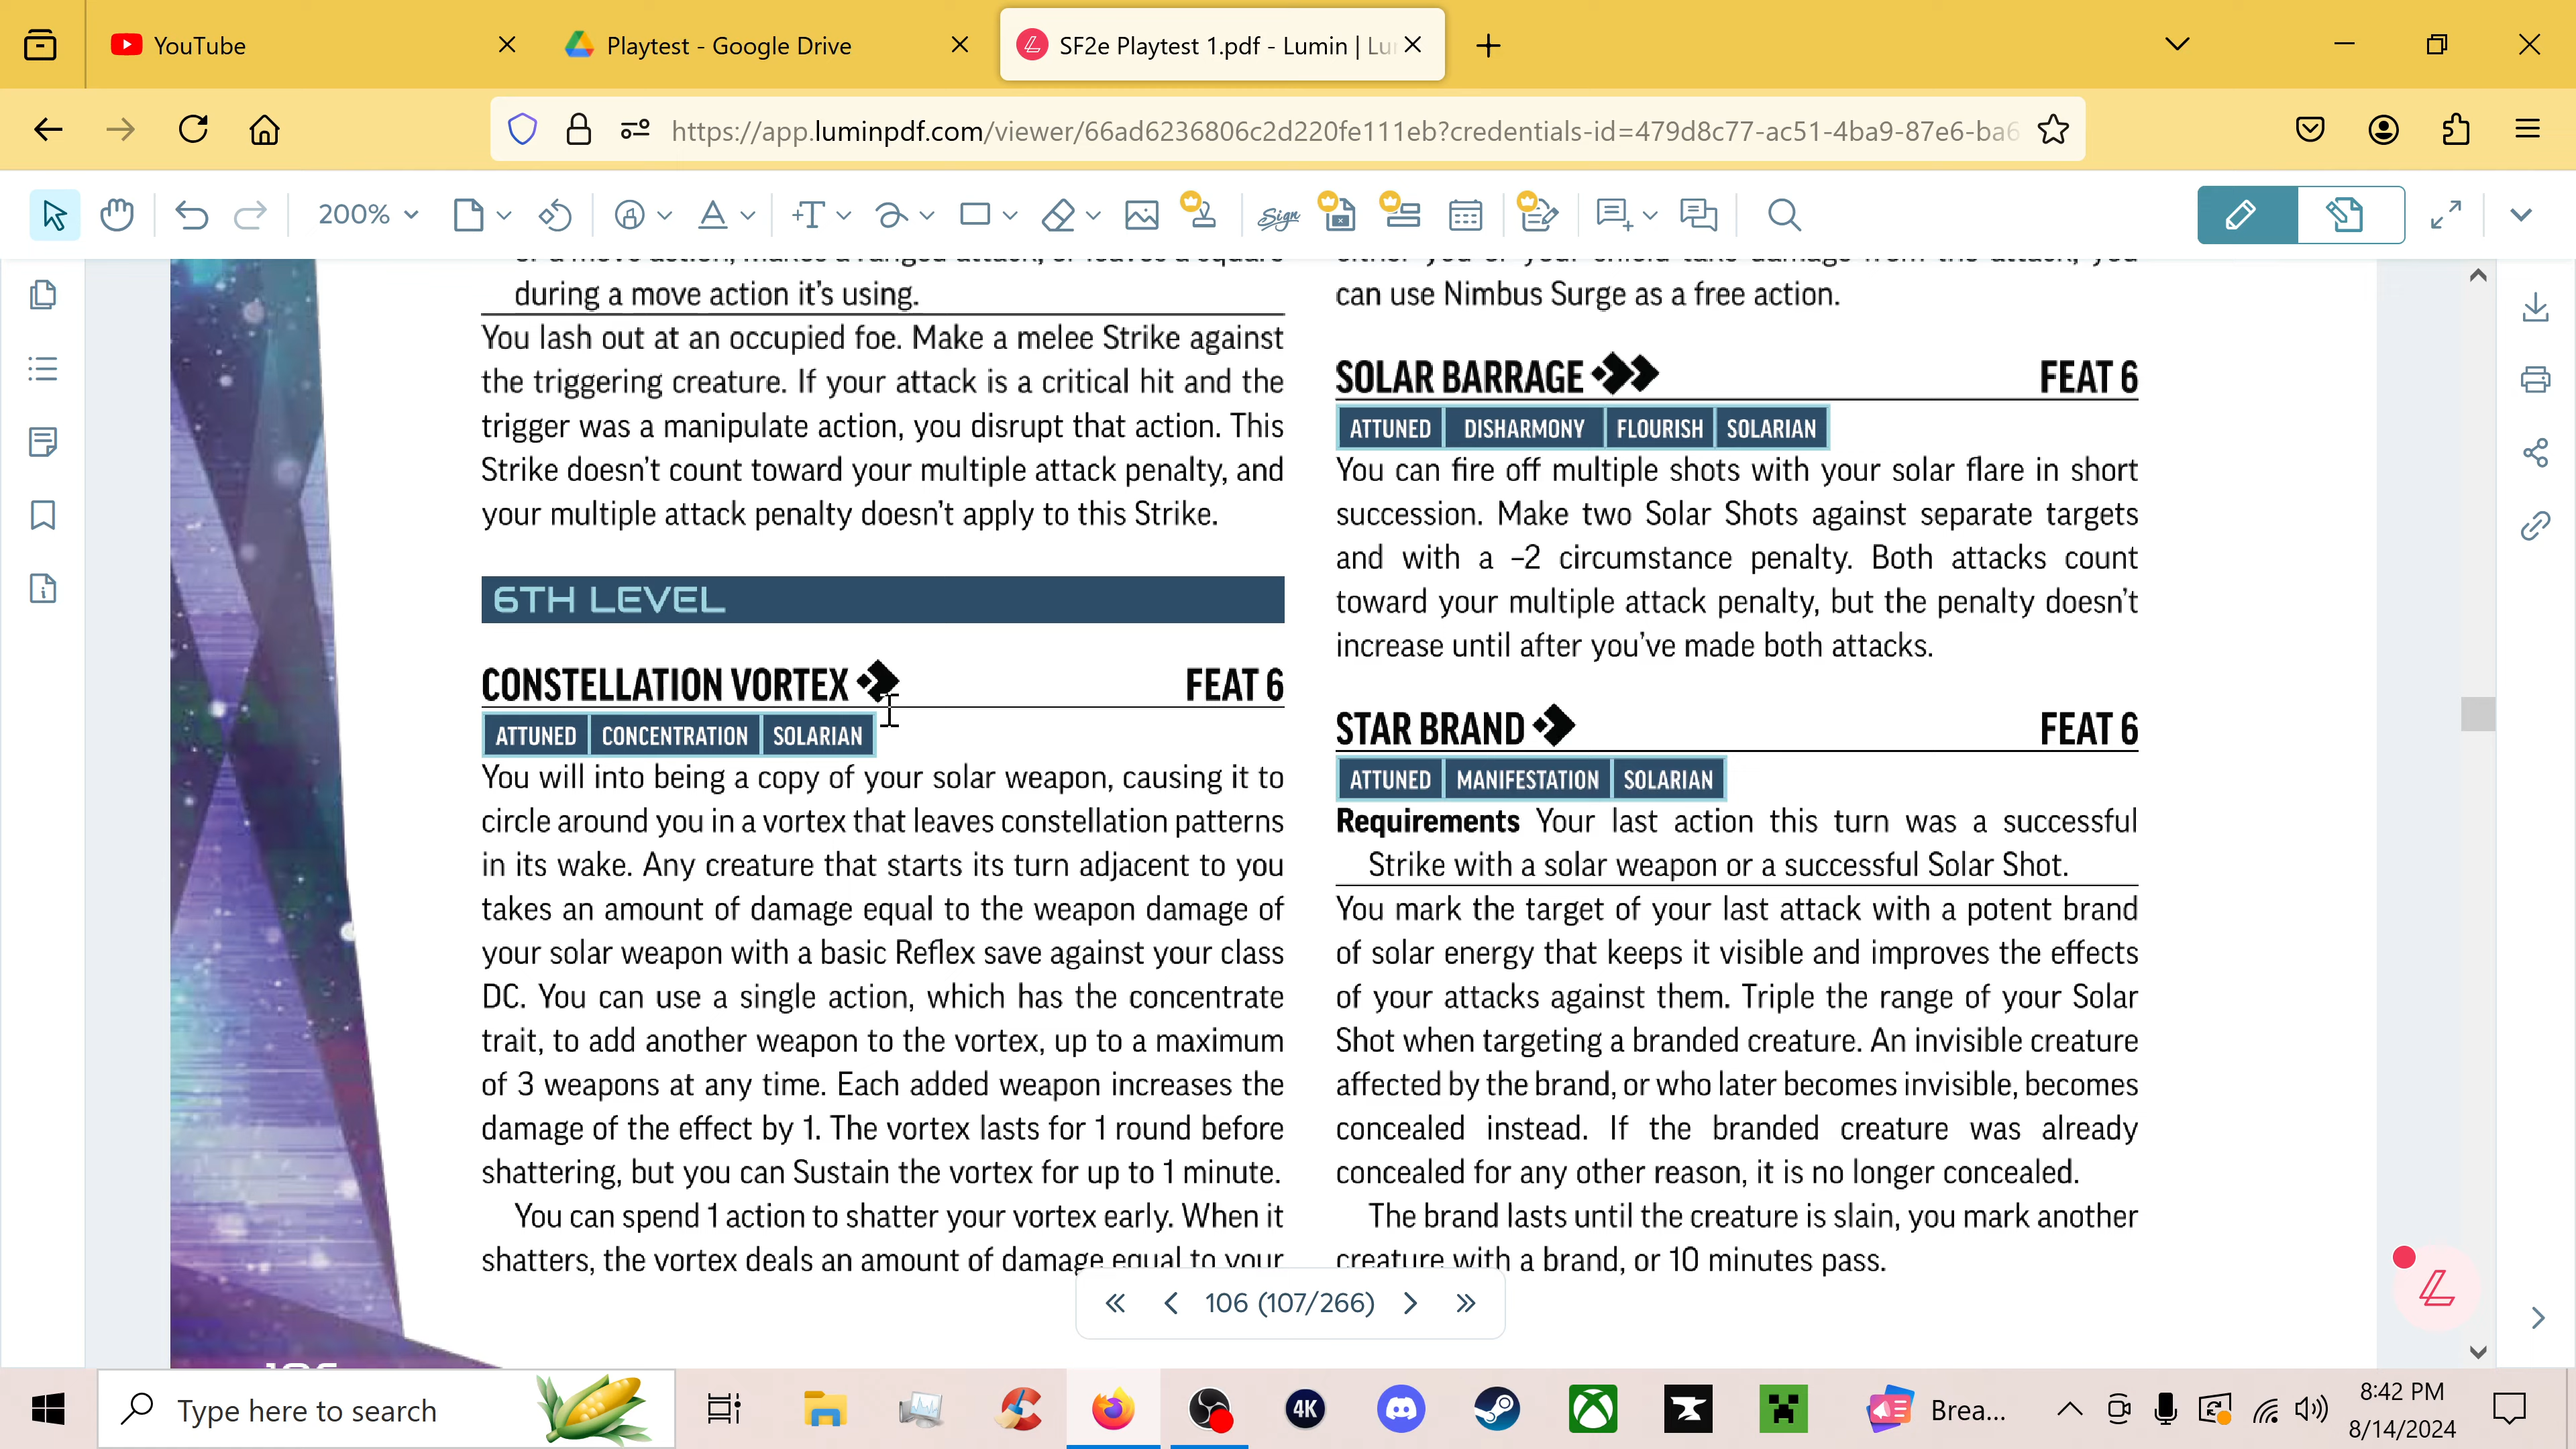 YouTube
Playtest - Google Drive
SF2e Playtest 1.pdf - Lumin | Lu
https://app.luminpdf.com/viewer/66ad6236806c2d220fe111eb?credentials-id=479d8c77-ac51-4ba9-87e6-ba6
200%
Sign
during a move action it's using.
You lash out at an occupied foe. Make a melee Strike against
the triggering creature. If your attack is a critical hit and the
trigger was a manipulate action, you disrupt that action. This
Strike doesn't count toward your multiple attack penalty, and
your multiple attack penalty doesn't apply to this Strike.
6TH LEVEL
CONSTELLATION VORTEX FEAT 6
ATTUNED CONCENTRATION SOLARIAN
You will into being a copy of your solar weapon, causing it to
circle around you in a vortex that leaves constellation patterns
in its wake. Any creature that starts its turn adjacent to you
takes an amount of damage equal to the weapon damage of
your solar weapon with a basic Reflex save against your class
DC. You can use a single action, which has the concentrate
trait, to add another weapon to the vortex, up to a maximum
of 3 weapons at any time. Each added weapon increases the
damage of the effect by 1. The vortex lasts for 1 round before
shattering, but you can Sustain the vortex for up to 1 minute.
You can spend 1 action to shatter your vortex early. When it
shatters, the vortex deals an amount of damage equal to your
can use Nimbus Surge as a free action.
SOLAR BARRAGE FEAT 6
ATTUNED DISHARMONY FLOURISH SOLARIAN
You can fire off multiple shots with your solar flare in short
succession. Make two Solar Shots against separate targets
and with a –2 circumstance penalty. Both attacks count
toward your multiple attack penalty, but the penalty doesn't
increase until after you've made both attacks.
STAR BRAND FEAT 6
ATTUNED MANIFESTATION SOLARIAN
Requirements Your last action this turn was a successful
Strike with a solar weapon or a successful Solar Shot.
You mark the target of your last attack with a potent brand
of solar energy that keeps it visible and improves the effects
of your attacks against them. Triple the range of your Solar
Shot when targeting a branded creature. An invisible creature
affected by the brand, or who later becomes invisible, becomes
concealed instead. If the branded creature was already
concealed for any other reason, it is no longer concealed.
The brand lasts until the creature is slain, you mark another
creature with a brand, or 10 minutes pass.
106 (107/266)
Type here to search
4K
Brea...
8:42 PM
8/14/2024